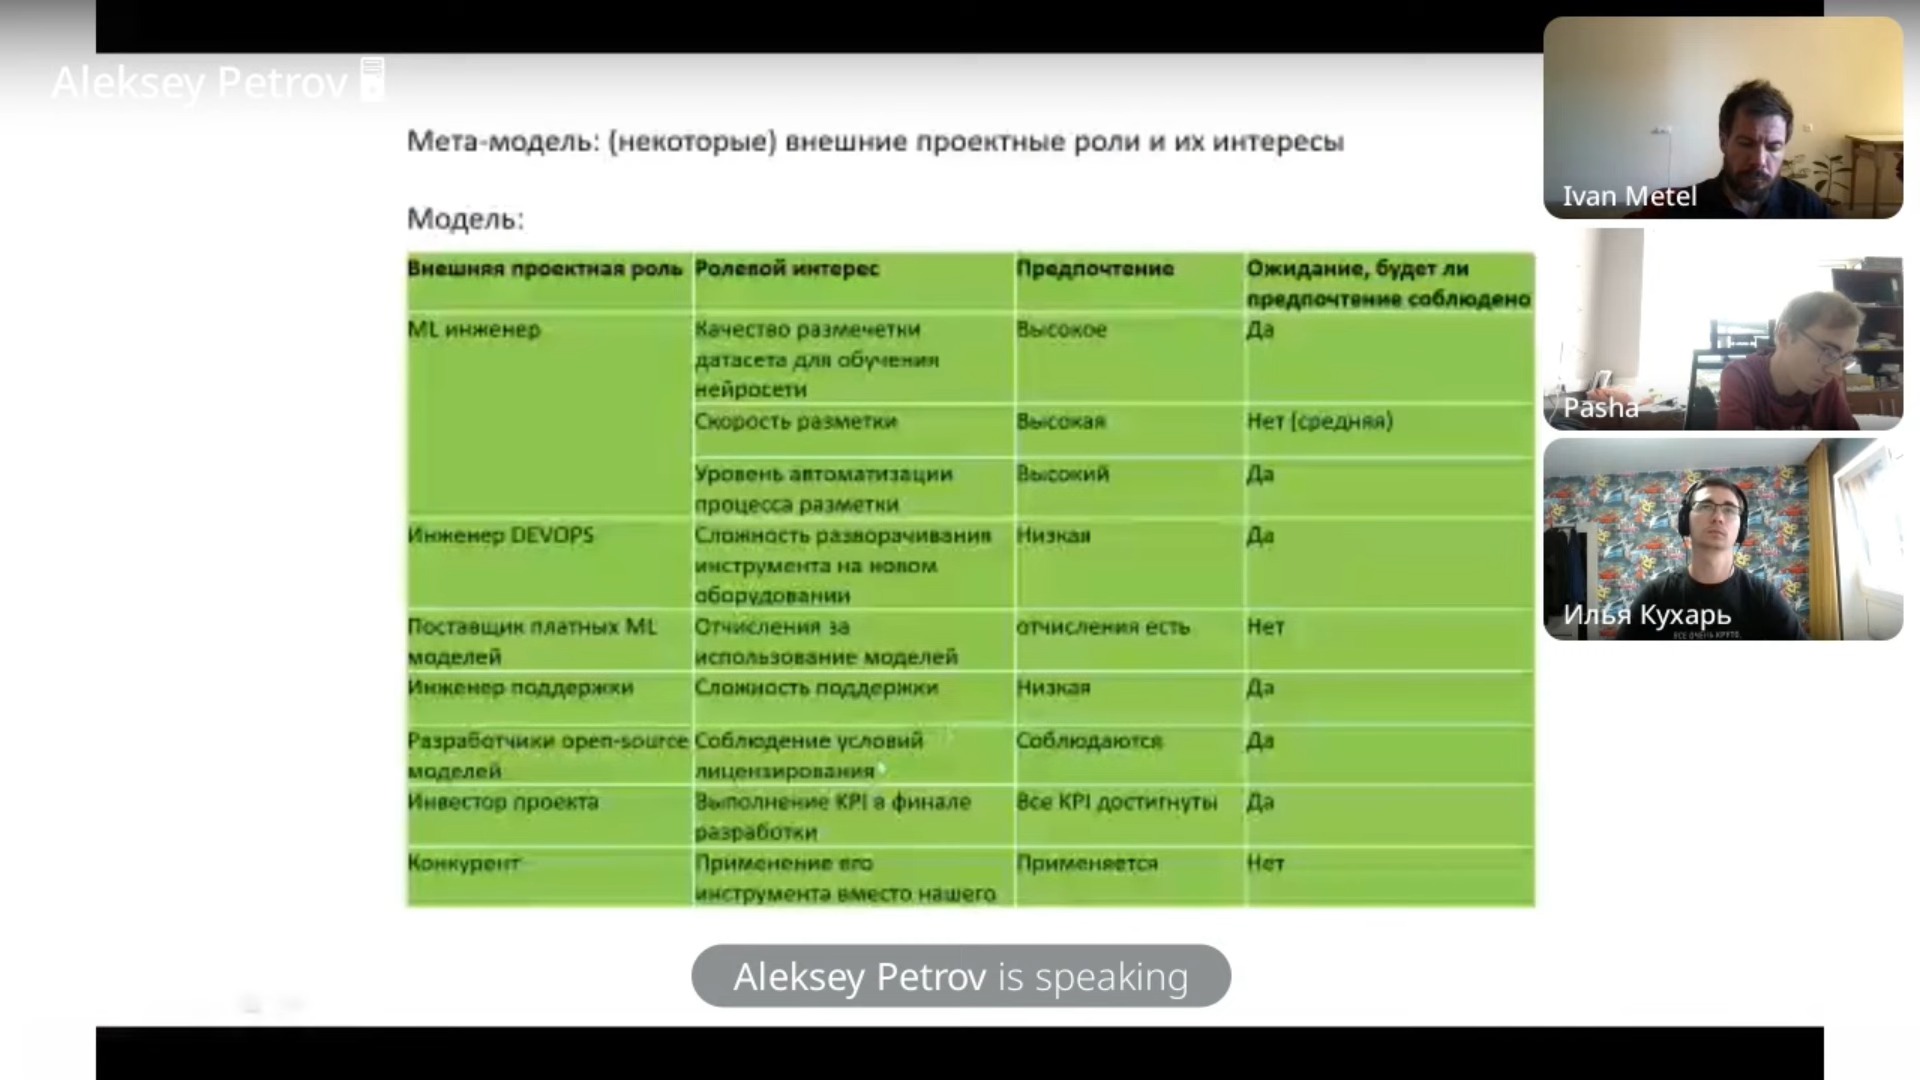 Aleksey Petrov
Мета-модель: (некоторые) внешние проектные роли и их интересы
Модель:
Внешняя проектная роль
Ролевой интерес
Предпочтение
Ожидание, будет ли
предпочтение соблюдено
ML инженер
Качество размечетки
датасета для обучения
нейросети
Высокое
Да
Скорость разметки
Высокая
Нет (средняя)
Уровень автоматизации
процесса разметки
Высокий
Да
Инженер DEVOPS
Сложность разворачивания
инструмента на новом
оборудовании
Низкая
Да
Поставщик платных ML
моделей
Отчисления за
использование моделей
отчисления есть
Нет
Инженер поддержки
Сложность поддержки
Низкая
Да
Разработчики open-source
моделей
Соблюдение условий
лицензирования
Соблюдаются
Да
Инвестор проекта
Выполнение KPI в финале
разработки
Все KPI достигнуты
Да
Конкурент
Применение его
инструмента вместо нашего
Применяется
Нет
Aleksey Petrov is speaking
Ivan Metel
Pasha
Илья Кухарь
ВСЕ ОЧЕНЬ КРУТО,